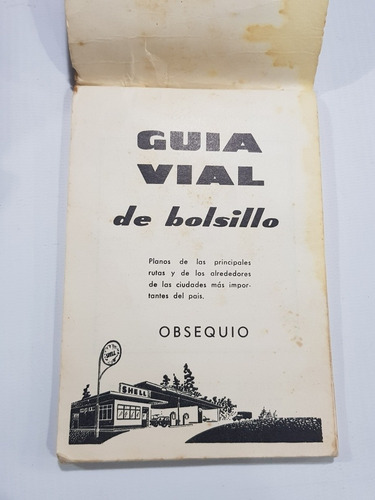 GUIA
VIAL
de bolsillo
Planos de las principales
rutas y de los alrededores
de las ciudades más impor-
tantes del país.
OBSEQUIO
SHELL
SHELL